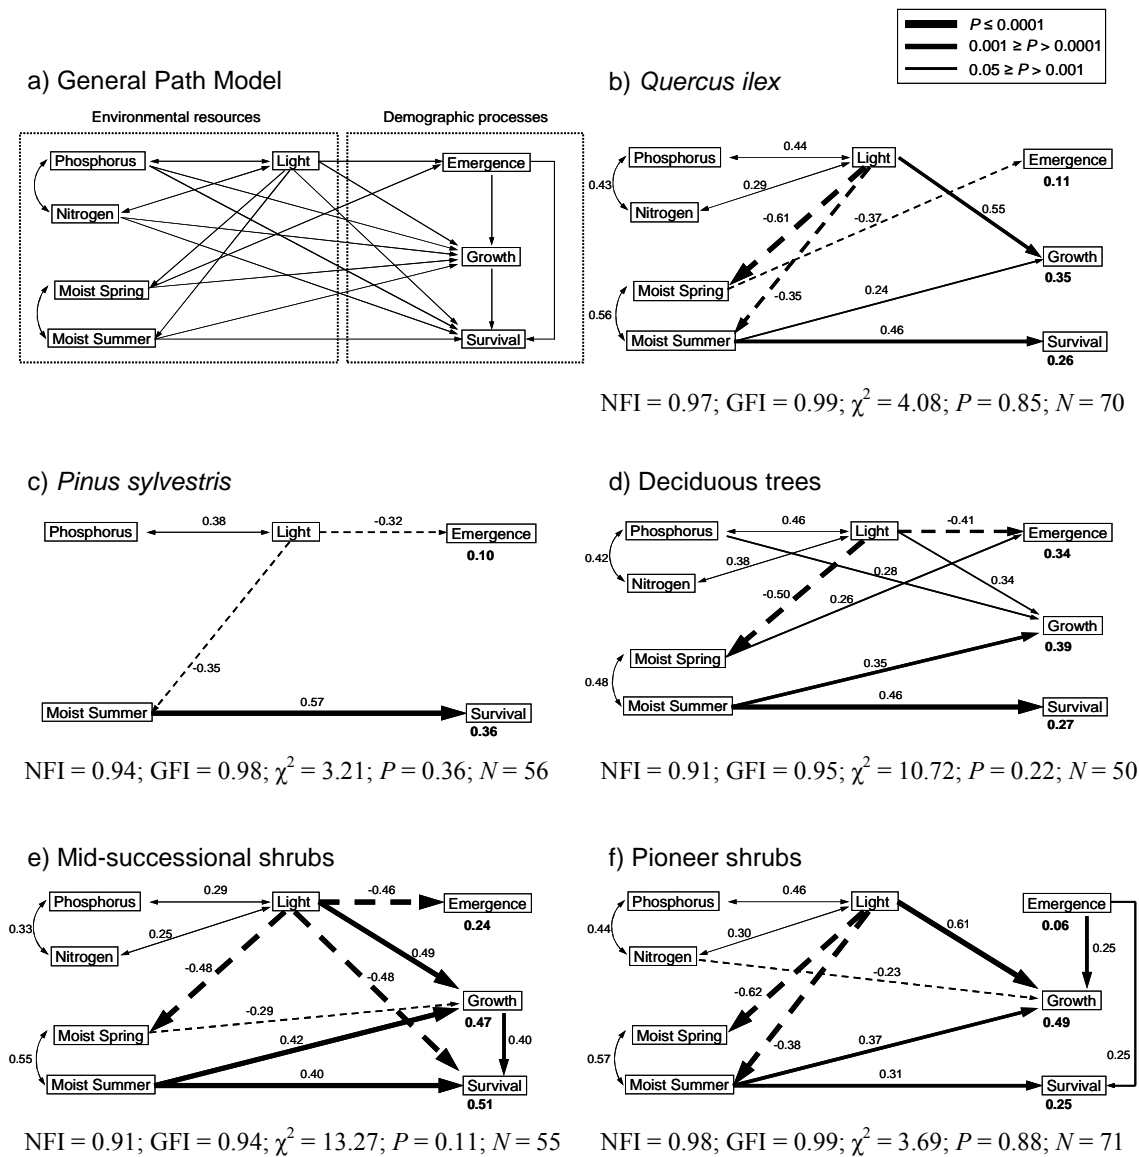 P ≤ 0.0001
0.001 ≥ P > 0.0001
0.05 ≥ P > 0.001
a) General Path Model
Environmental resources
Demographic processes
Phosphorus
Light
Emergence
Nitrogen
Growth
Moist Spring
Moist Summer
Survival
b) Quercus ilex
Phosphorus
0.44
Light
Emergence
0.11
0.43
0.29
Nitrogen
-0.61
-0.37
0.55
Growth
0.35
Moist Spring
-0.35
0.24
0.56
Moist Summer
0.46
Survival
0.26
NFI = 0.97; GFI = 0.99; χ² = 4.08; P = 0.85; N = 70
c) Pinus sylvestris
Phosphorus
0.38
Light
-0.32
Emergence
0.10
-0.35
Moist Summer
0.57
Survival
0.36
NFI = 0.94; GFI = 0.98; χ² = 3.21; P = 0.36; N = 56
d) Deciduous trees
Phosphorus
0.46
Light
-0.41
Emergence
0.34
0.42
0.38
0.28
0.34
Nitrogen
-0.50
0.26
Growth
0.39
Moist Spring
0.35
0.48
Moist Summer
0.46
Survival
0.27
NFI = 0.91; GFI = 0.95; χ² = 10.72; P = 0.22; N = 50
e) Mid-successional shrubs
Phosphorus
0.29
Light
-0.46
Emergence
0.24
0.33
0.25
Nitrogen
0.49
-0.48
-0.48
Growth
0.47
-0.29
Moist Spring
0.42
0.40
0.55
Moist Summer
0.40
Survival
0.51
NFI = 0.91; GFI = 0.94; χ² = 13.27; P = 0.11; N = 55
f) Pioneer shrubs
Phosphorus
0.46
Light
Emergence
0.06
0.44
0.30
0.61
0.25
Nitrogen
-0.23
-0.62
Growth
0.49
Moist Spring
-0.38
0.37
0.57
0.25
Moist Summer
0.31
Survival
0.25
NFI = 0.98; GFI = 0.99; χ² = 3.69; P = 0.88; N = 71